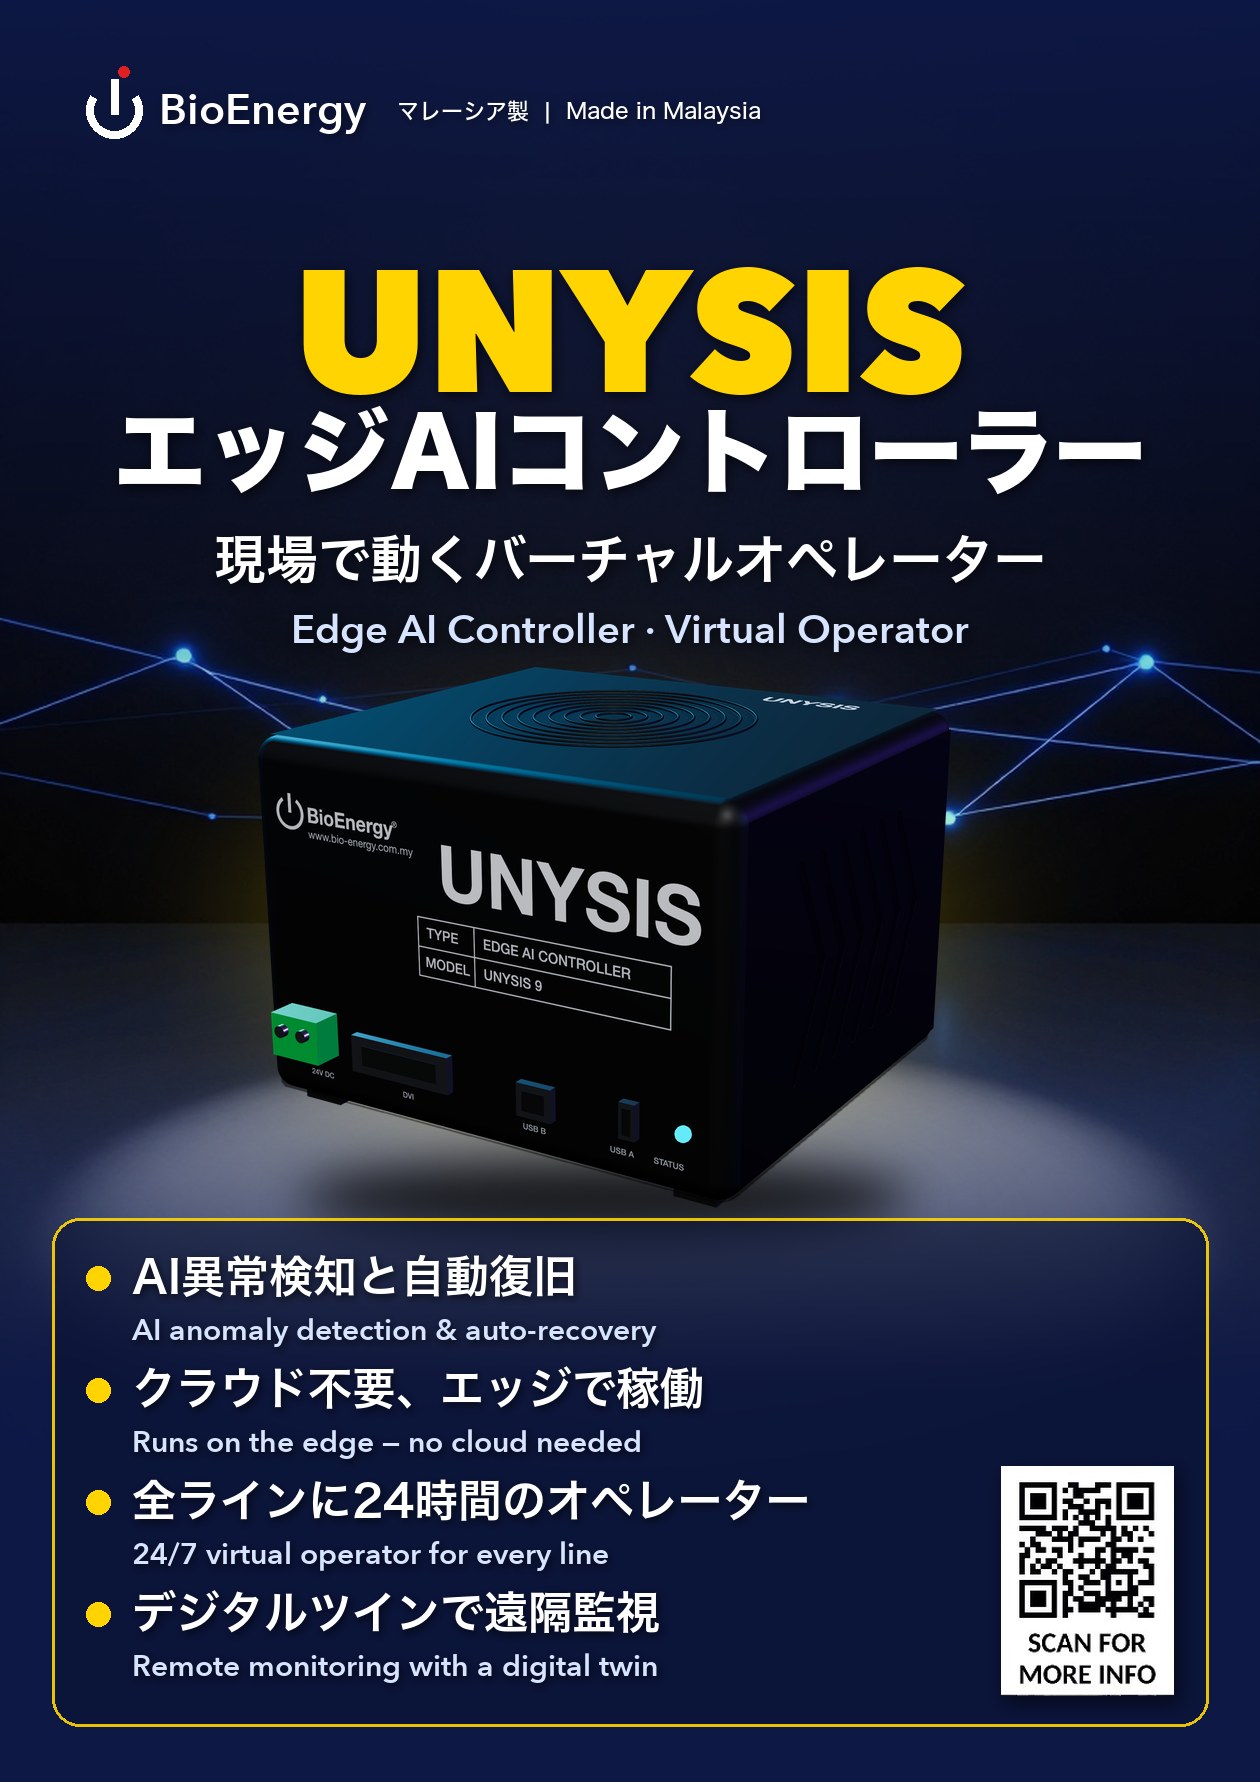 BioEnergy マレーシア製 | Made in Malaysia
UNYSIS
エッジAIコントローラー
現場で動くバーチャルオペレーター
Edge AI Controller · Virtual Operator
UNYSIS
BioEnergy®
www.bio-energy.com.my
UNYSIS
TYPE EDGE AI CONTROLLER
MODEL UNYSIS 9
24V DC
DVI
USB B
USB A
STATUS
AI異常検知と自動復旧
AI anomaly detection & auto-recovery
クラウド不要、エッジで稼働
Runs on the edge – no cloud needed
全ラインに24時間のオペレーター
24/7 virtual operator for every line
デジタルツインで遠隔監視
Remote monitoring with a digital twin
SCAN FOR
MORE INFO